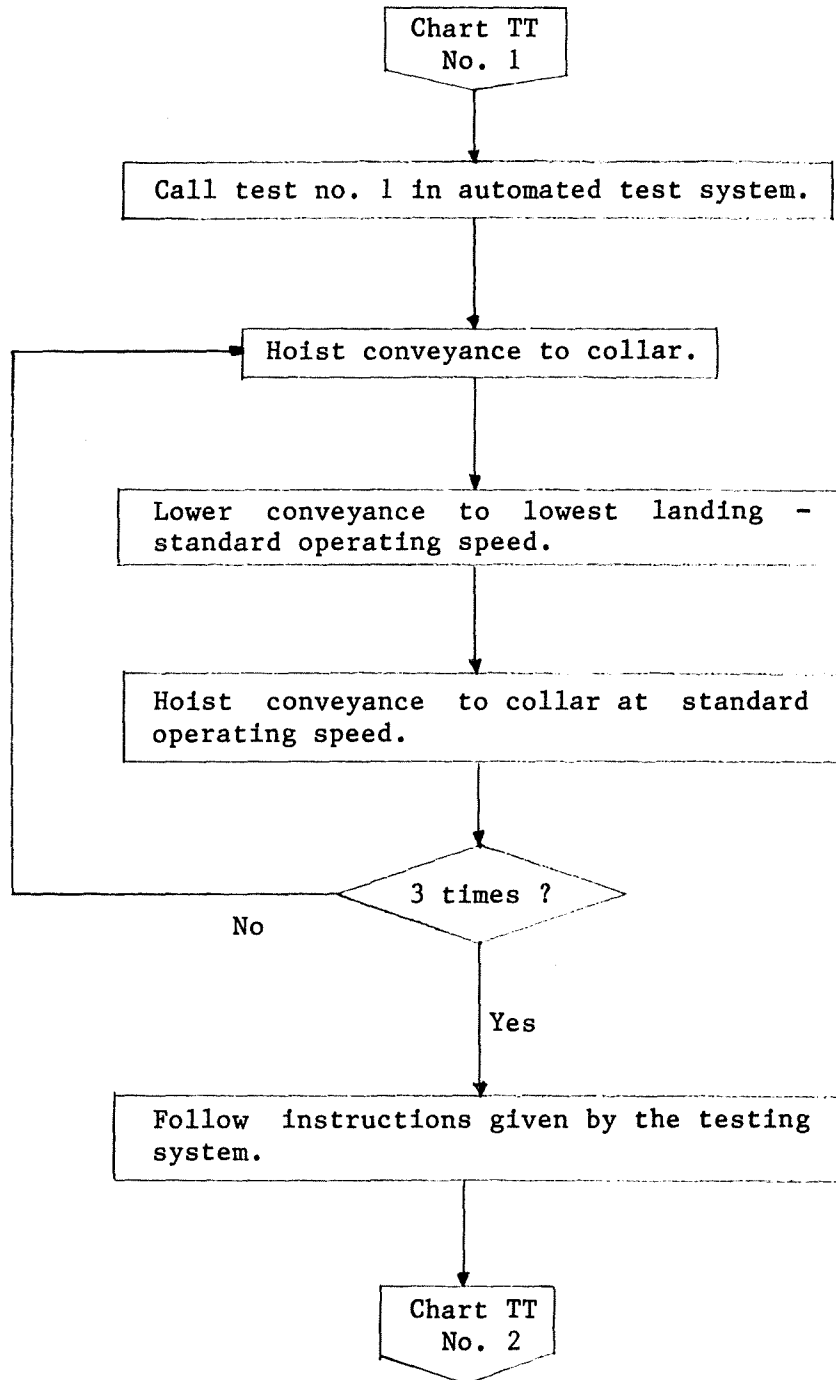 Chart TT
No. 1
Call test no. 1 in automated test system.
Hoist conveyance to collar.
Lower conveyance to lowest landing -
standard operating speed.
Hoist conveyance to collar at standard
operating speed.
3 times ?
No
Yes
Follow instructions given by the testing
system.
Chart TT
No. 2